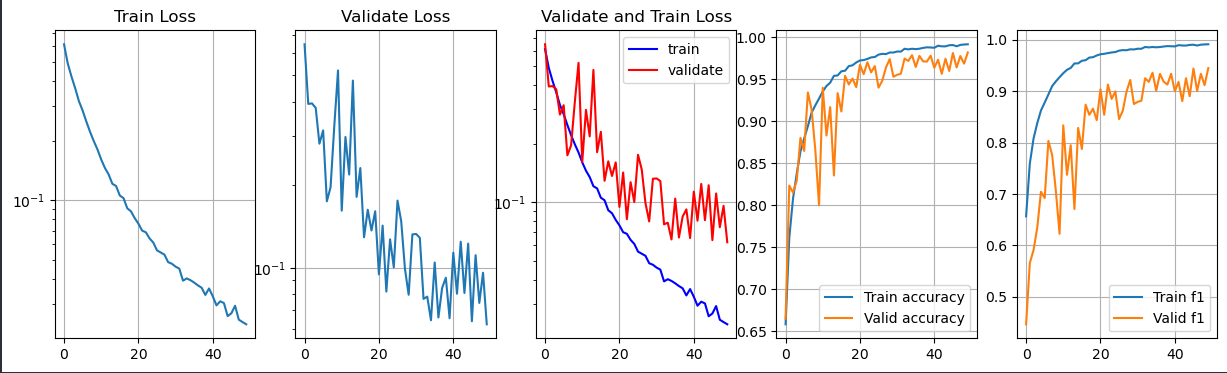 Train Loss
10⁻¹
0 20 40
Validate Loss
10⁻¹
0 20 40
Validate and Train Loss
train
validate
10⁻¹
0 20 40
1.00
0.95
0.90
0.85
0.80
0.75
0.70
0.65
Train accuracy
Valid accuracy
0 20 40
1.0
0.9
0.8
0.7
0.6
0.5
Train f1
Valid f1
0 20 40